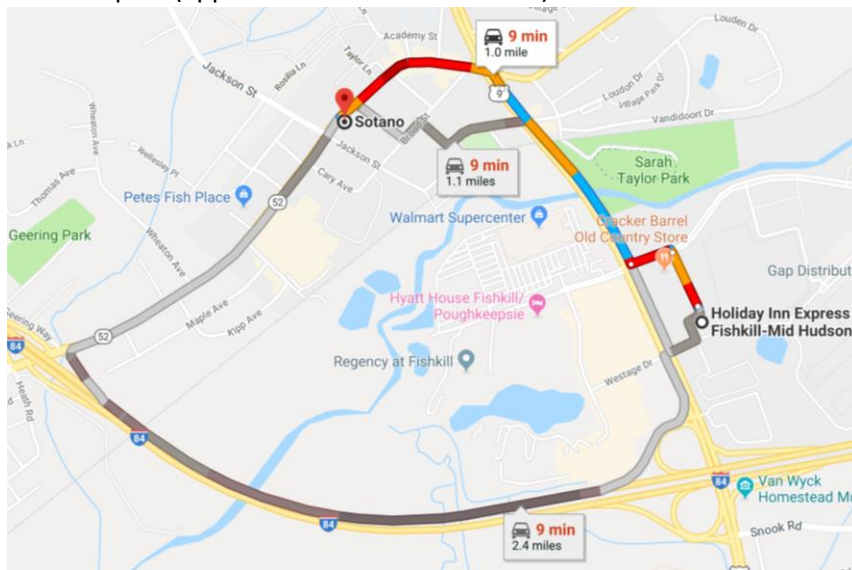 Academy St
9 min
1.0 mile
Louden Dr
Taylor Ln
Rosilia Ln
Jackson St
9
Loudon Dr
Village Park Dr
Wheaton Ave
Sotano
Broad St
Vandidoort Dr
Jackson St
9 min
1.1 miles
Wellesley Pl
Sarah
Taylor Park
Thomas Ave
Cary Ave
Petes Fish Place
52
Walmart Supercenter
Cracker Barrel
Old Country Store
Geering Park
Wheaton Ave
Gap Distribut
Hyatt House Fishkill/
Poughkeepsie
Holiday Inn Express
Fishkill-Mid Hudson
Maple Ave
Kipp Ave
Geering Way
52
84
Regency at Fishkill
Westage Dr
Heath Rd
84
84
Van Wyck
Homestead Mu
84
9 min
2.4 miles
Snook Rd